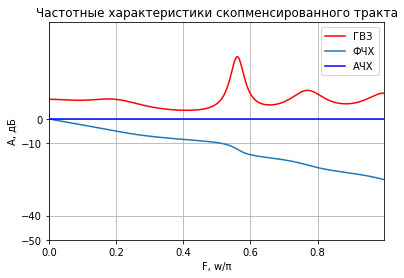 Частотные характеристики скопменсированного тракта
ГВЗ
ФЧХ
АЧХ
А, дБ
0
-10
-40
-50
0.0 0.2 0.4 0.6 0.8
F, w/π